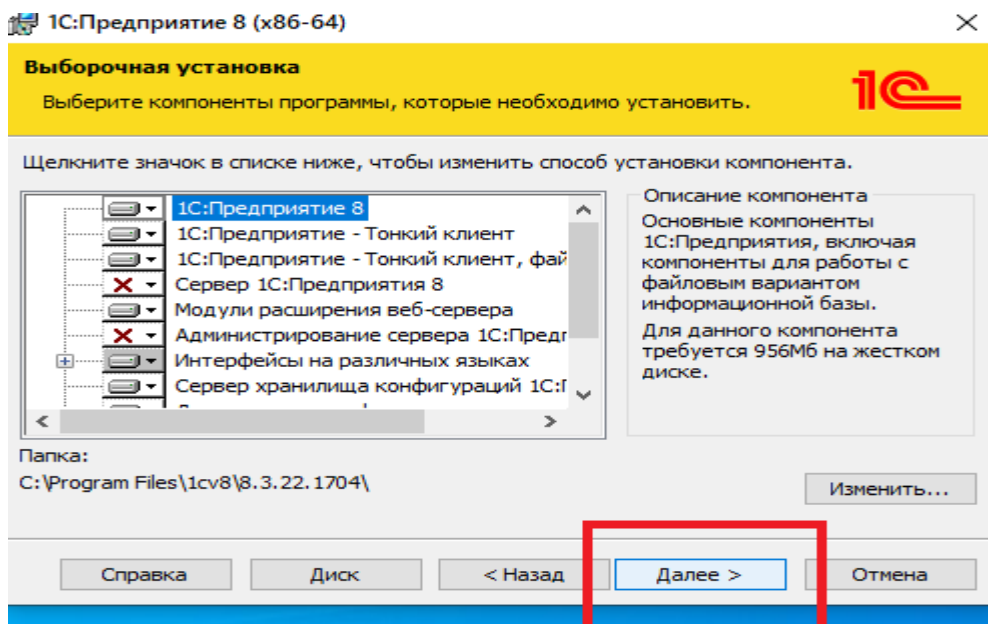 1С:Предприятие 8 (x86-64)
Выборочная установка
Выберите компоненты программы, которые необходимо установить.
1С
Щелкните значок в списке ниже, чтобы изменить способ установки компонента.
1С:Предприятие 8
1С:Предприятие - Тонкий клиент
1С:Предприятие - Тонкий клиент, фай
Сервер 1С:Предприятия 8
Модули расширения веб-сервера
Администрирование сервера 1С:Предп
Интерфейсы на различных языках
Сервер хранилища конфигураций 1С:П
Описание компонента
Основные компоненты
1С:Предприятия, включая
компоненты для работы с
файловым вариантом
информационной базы.
Для данного компонента
требуется 956Мб на жестком
диске.
Папка:
C:\Program Files\1cv8\8.3.22.1704\
Изменить...
Справка
Диск
< Назад
Далее >
Отмена